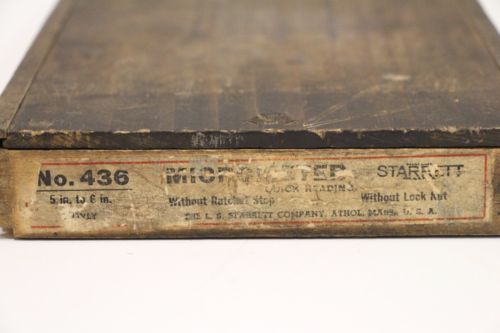 No. 436 MICROMETER STARRETT
QUICK READING
5 in. to 6 in. Without Ratchet Stop Without Lock Nut
ONLY THE L. S. STARRETT COMPANY, ATHOL, MASS., U. S. A.